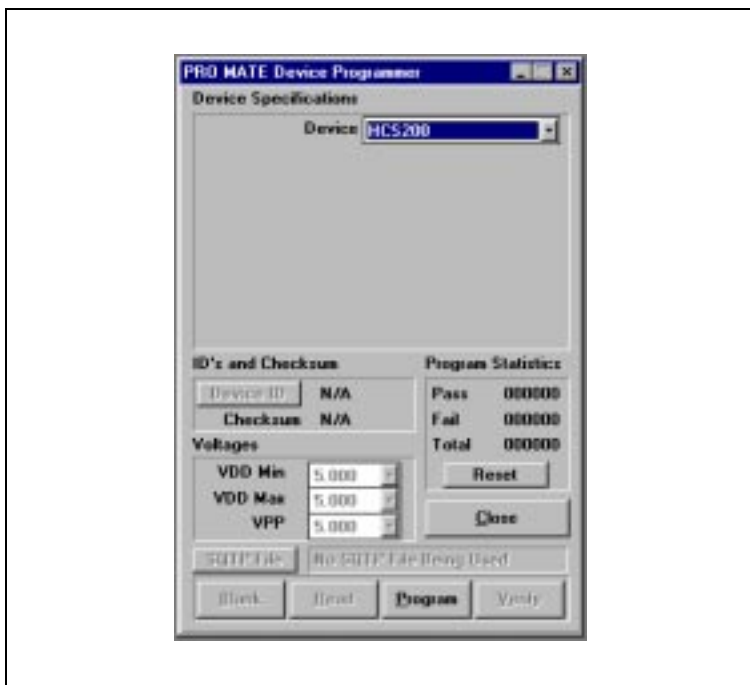 PRO MATE Device Programmer
Device Specifications
Device HCS200
ID's and Checksum
Device ID N/A
Checksum N/A
Program Statistics
Pass 000000
Fail 000000
Total 000000
Reset
Voltages
VDD Min 5.000
VDD Max 5.000
VPP 5.000
Close
SQTP File No SQTP File Being Used
Blank Read Program Verify